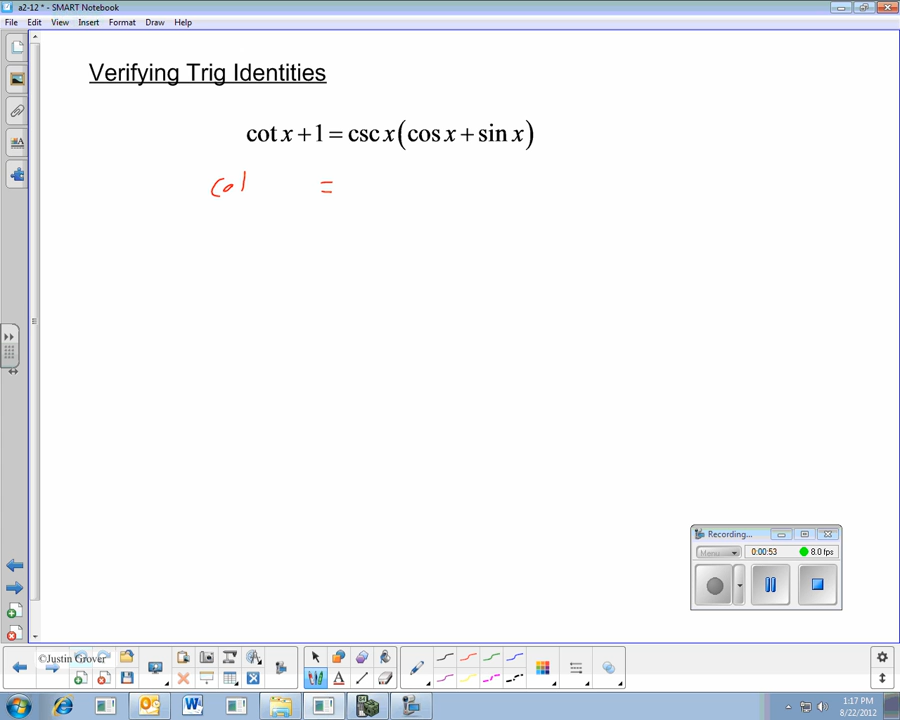 a2-12 * - SMART Notebook
File Edit View Insert Format Draw Help
Verifying Trig Identities
cot x + 1 = csc x (cos x + sin x)
=
Recording...
Menu 0:00:53 8.0 fps
©Justin Grover
1:17 PM
8/22/2012